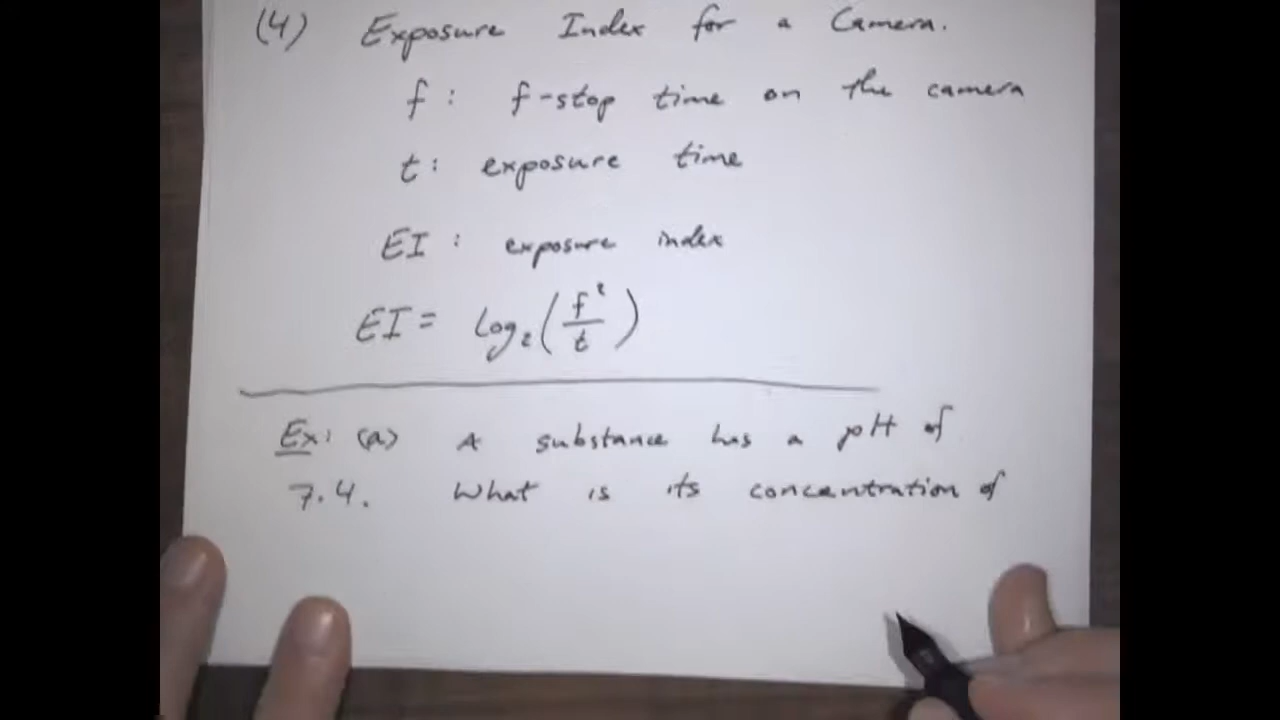 (4) Exposure Index for a Camera.
f: f-stop time on the camera
t: exposure time
EI: exposure index
EI = log₂(f²/t)
Ex: (a) A substance has a pH of
7.4. What is its concentration of